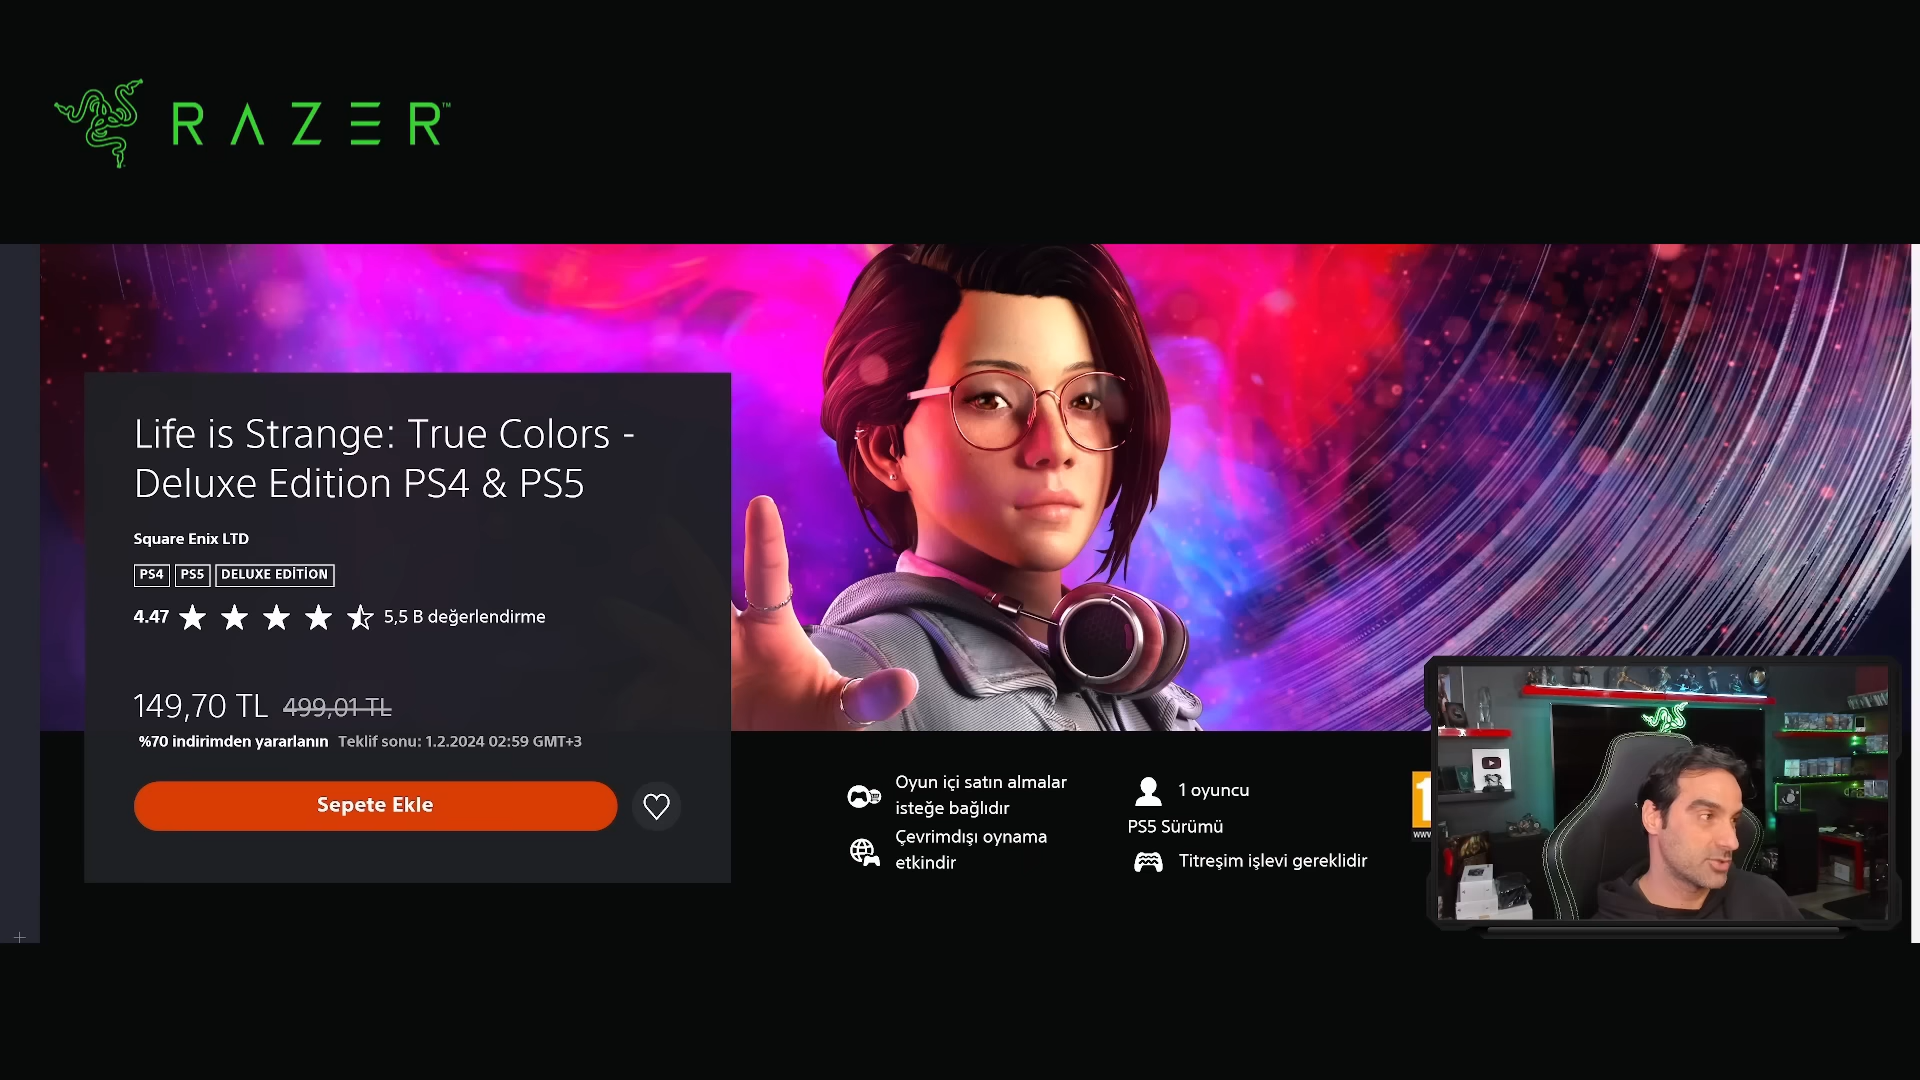 RAZER™
Life is Strange: True Colors -
Deluxe Edition PS4 & PS5
Square Enix LTD
PS4 PS5 DELUXE EDİTİON
4.47 5,5 B değerlendirme
149,70 TL 499,01 TL
%70 indirimden yararlanın Teklif sonu: 1.2.2024 02:59 GMT+3
Sepete Ekle
Oyun içi satın almalar
isteğe bağlıdır
Çevrimdışı oynama
etkindir
1 oyuncu
PS5 Sürümü
Titreşim işlevi gereklidir